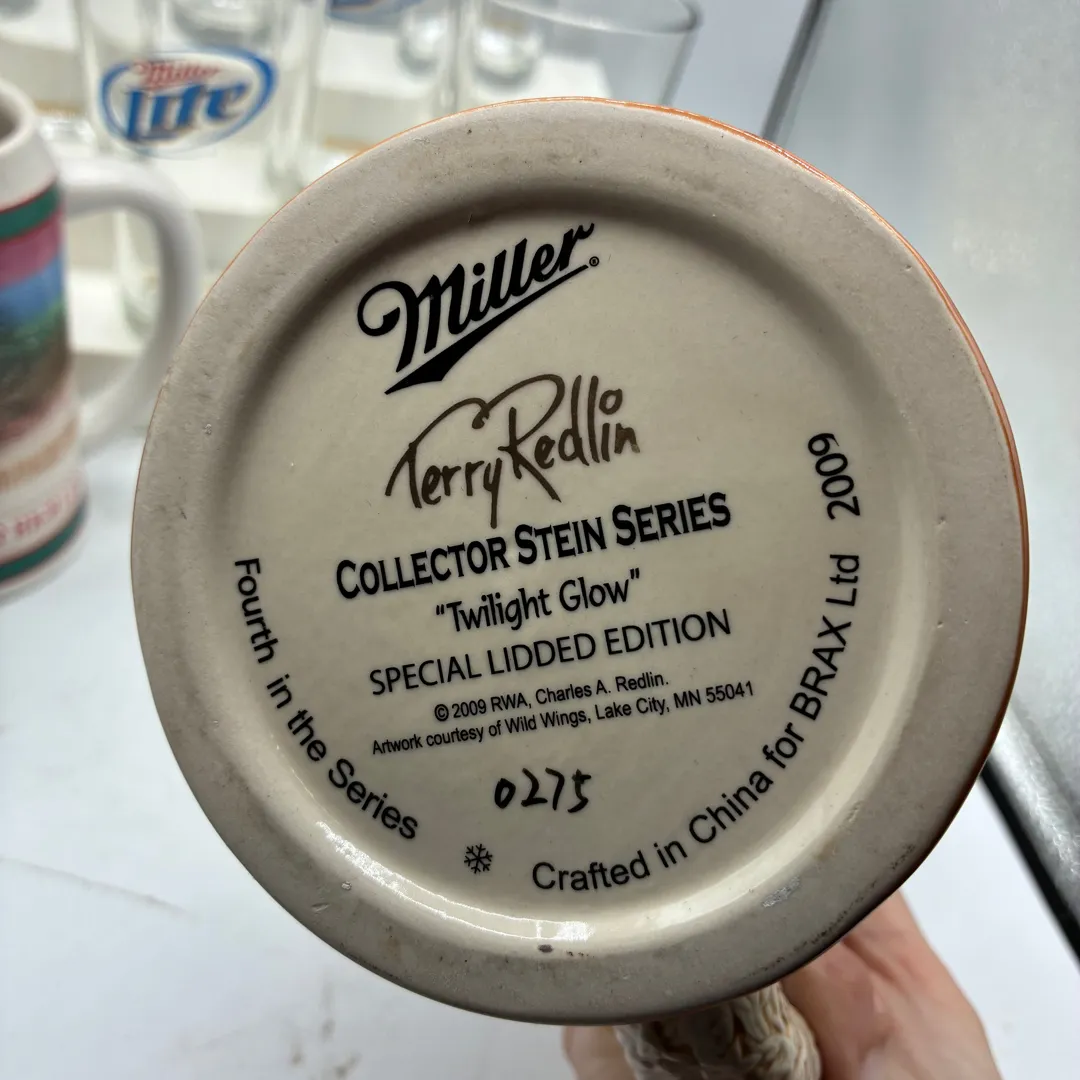 Miller
Lite
Miller®
Terry Redlin
COLLECTOR STEIN SERIES
"Twilight Glow"
SPECIAL LIDDED EDITION
© 2009 RWA, Charles A. Redlin.
Artwork courtesy of Wild Wings, Lake City, MN 55041
0275
Fourth in the Series
Crafted in China for BRAX Ltd 2009